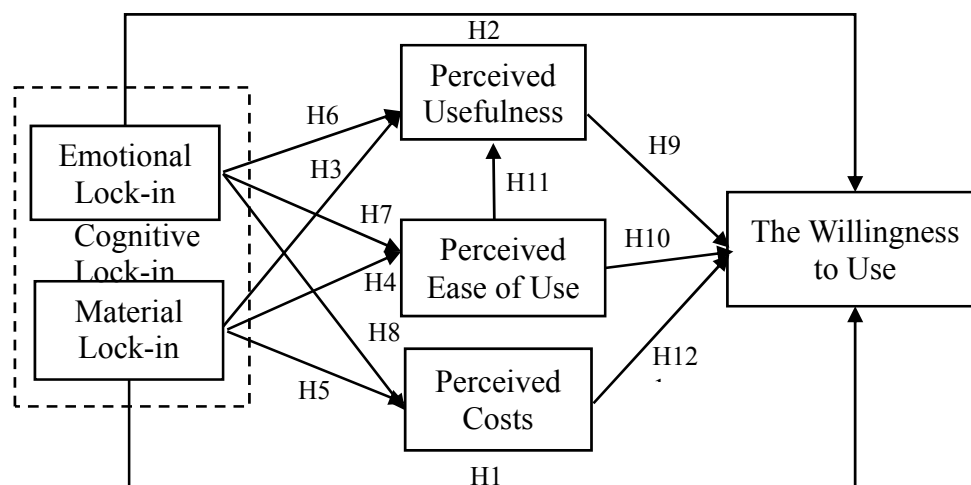 H2
Perceived
Usefulness
H6
H9
Emotional
Lock-in
H3
H11
H7
The Willingness
to Use
Cognitive
Lock-in
Perceived
Ease of Use
H10
H4
Material
Lock-in
H8
H12
H5
Perceived
Costs
H1